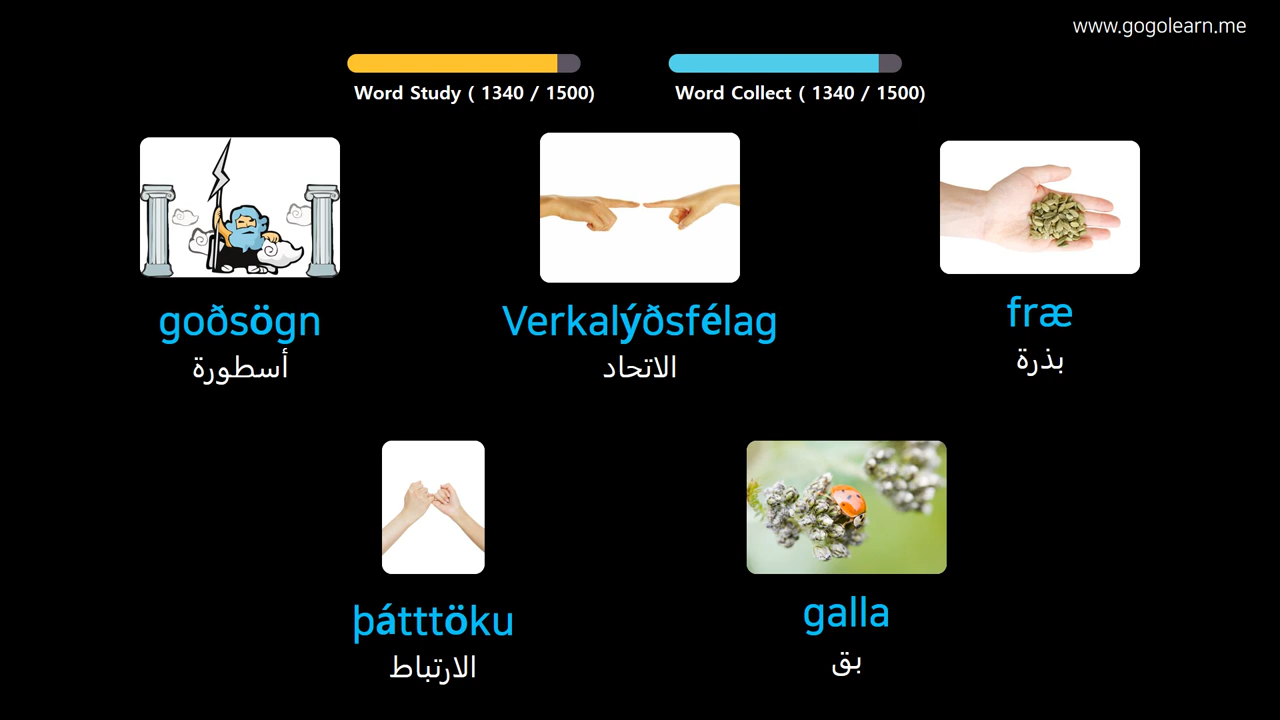 www.gogolearn.me
Word Study ( 1340 / 1500)
Word Collect ( 1340 / 1500)
goðsögn
أسطورة
Verkalýðsfélag
الاتحاد
fræ
بذرة
þátttöku
الارتباط
galla
بق